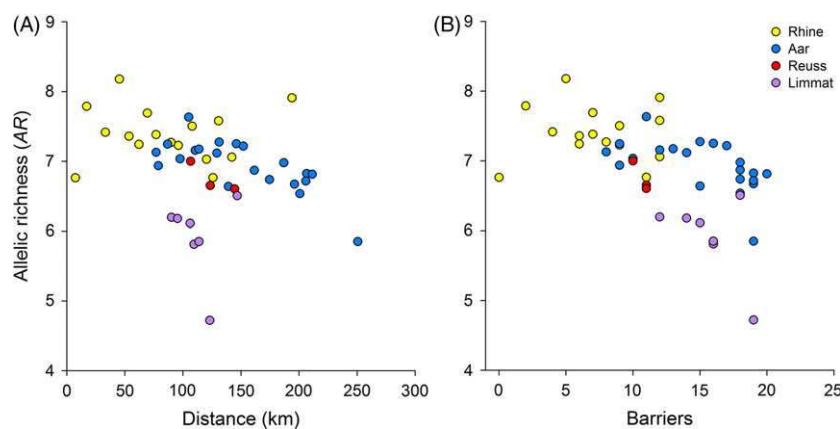 (A)
9
8
7
6
5
4
Allelic richness (AR)
0 50 100 150 200 250 300
Distance (km)
(B)
9
8
7
6
5
4
0 5 10 15 20 25
Barriers
Rhine
Aar
Reuss
Limmat